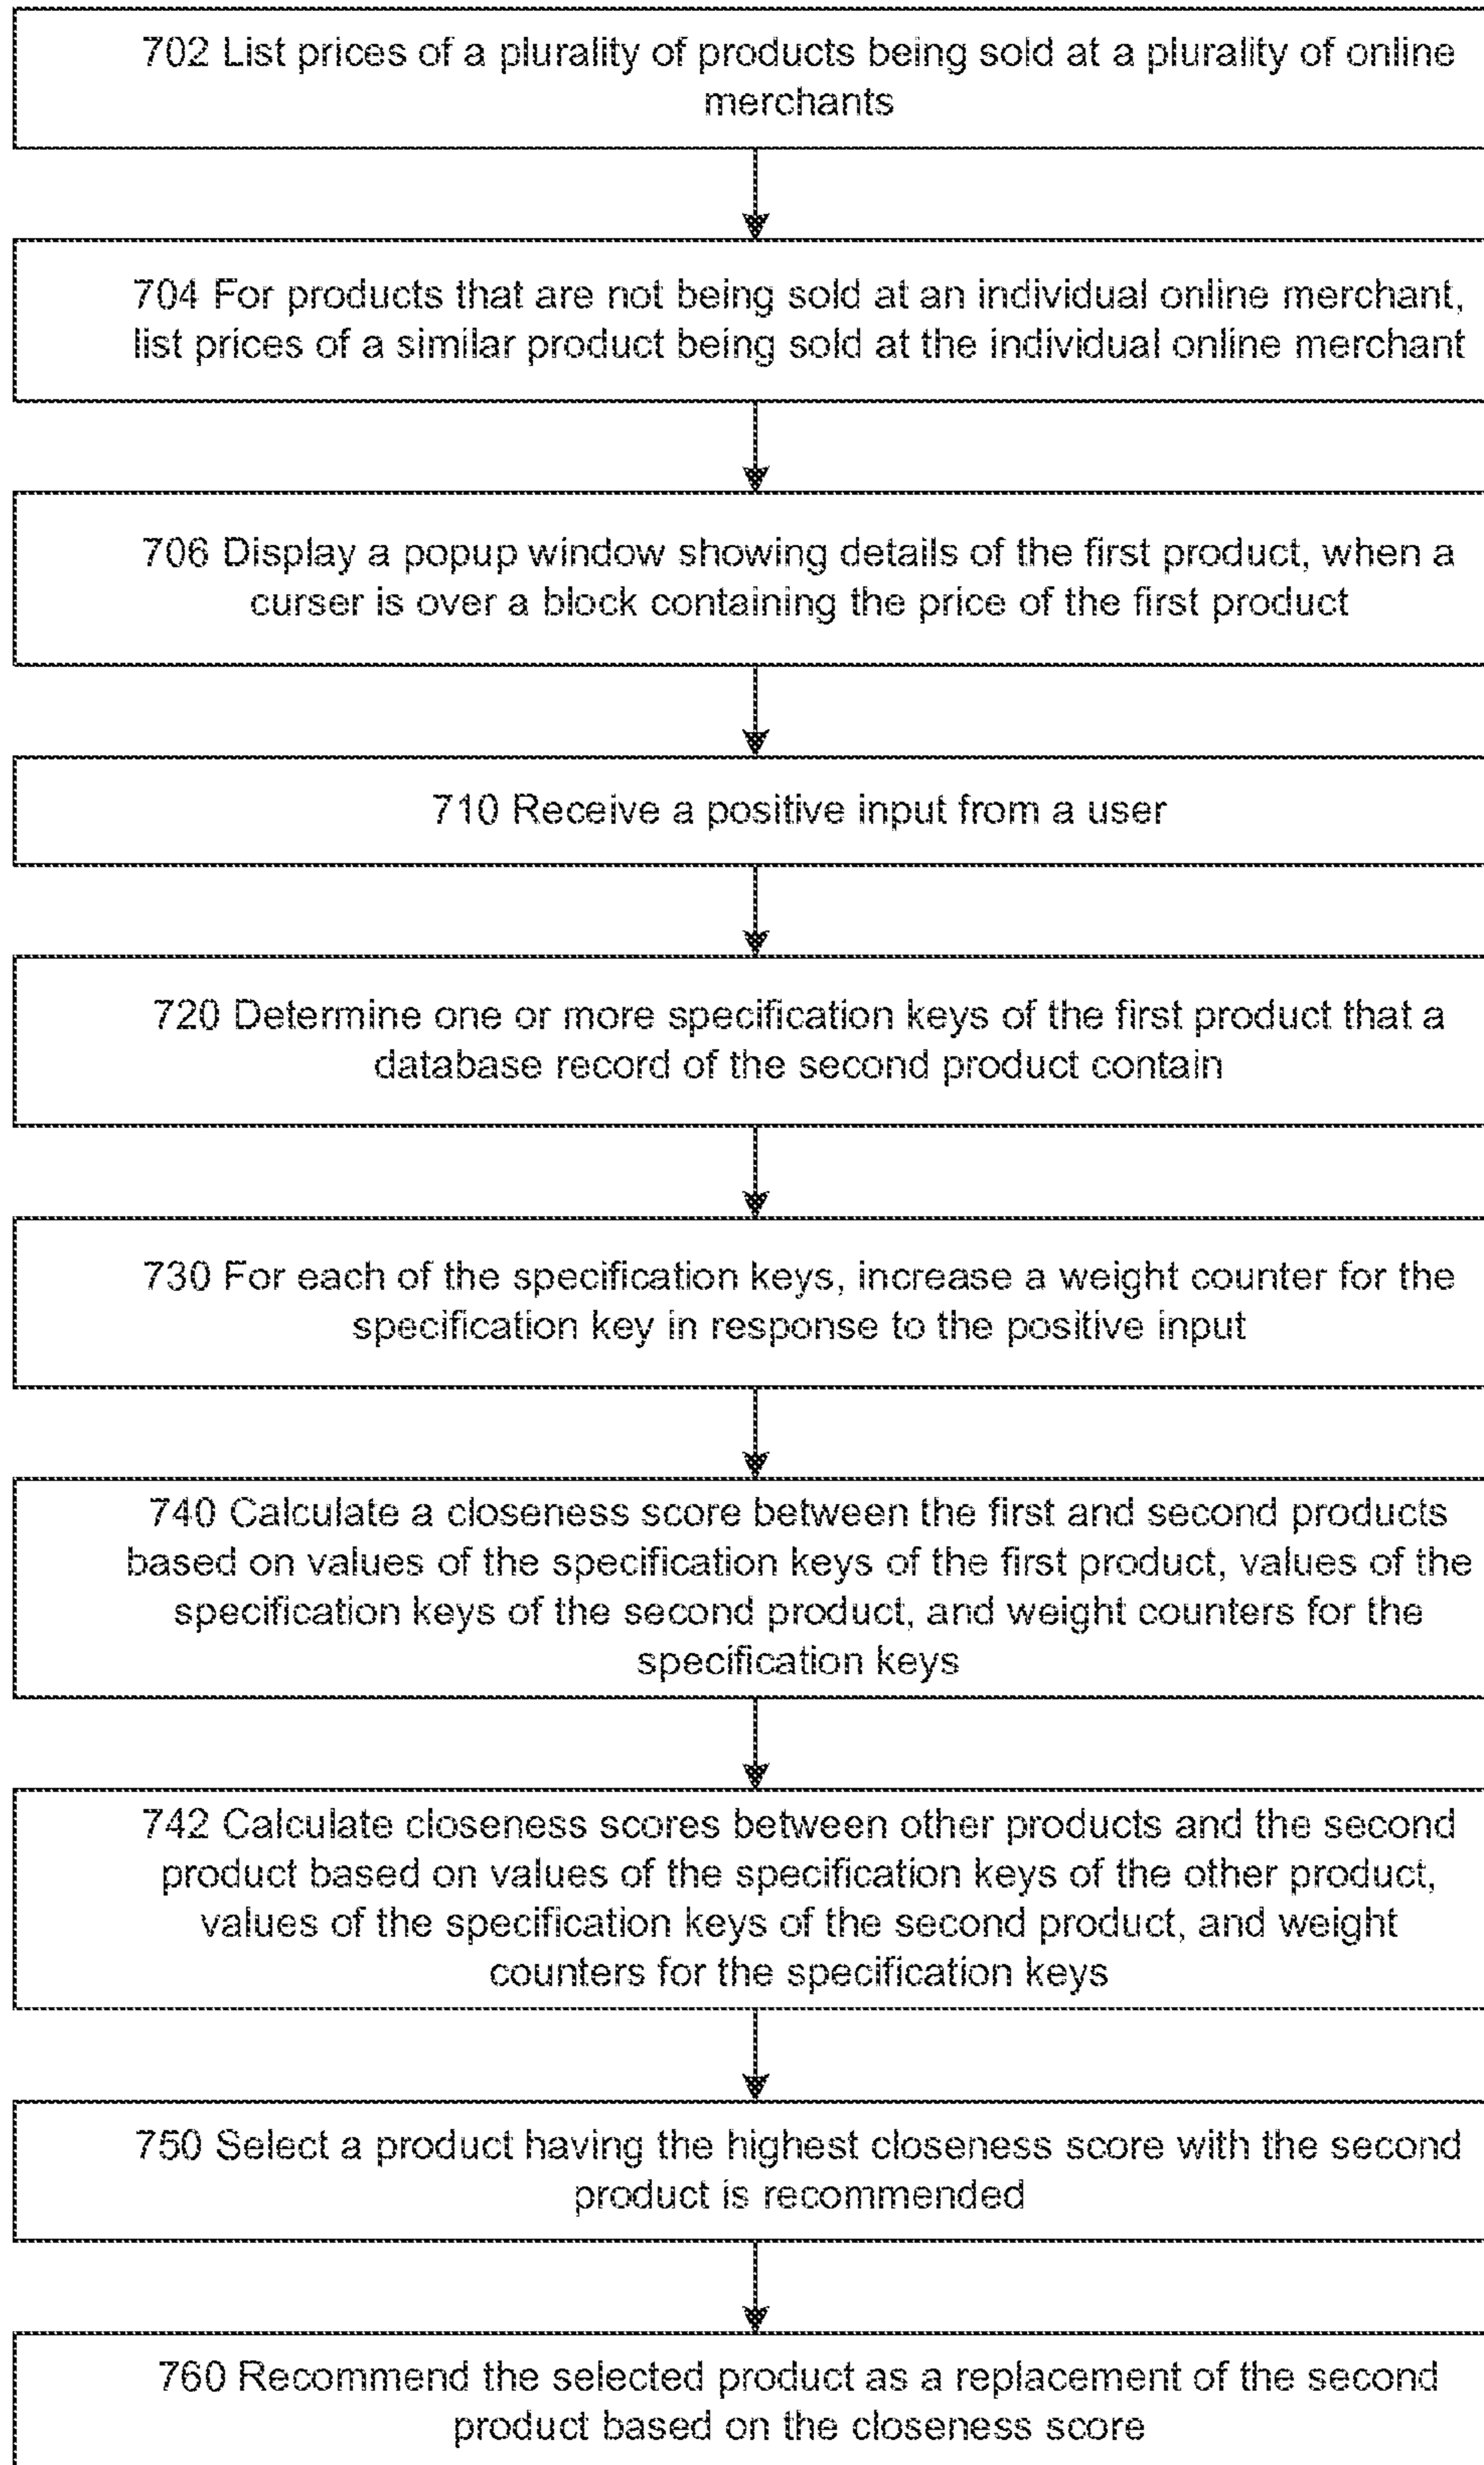 702 List prices of a plurality of products being sold at a plurality of online
merchants
704 For products that are not being sold at an individual online merchant,
list prices of a similar product being sold at the individual online merchant
706 Display a popup window showing details of the first product, when a
curser is over a block containing the price of the first product
710 Receive a positive input from a user
720 Determine one or more specification keys of the first product that a
database record of the second product contain
730 For each of the specification keys, increase a weight counter for the
specification key in response to the positive input
740 Calculate a closeness score between the first and second products
based on values of the specification keys of the first product, values of the
specification keys of the second product, and weight counters for the
specification keys
742 Calculate closeness scores between other products and the second
product based on values of the specification keys of the other product,
values of the specification keys of the second product, and weight
counters for the specification keys
750 Select a product having the highest closeness score with the second
product is recommended
760 Recommend the selected product as a replacement of the second
product based on the closeness score